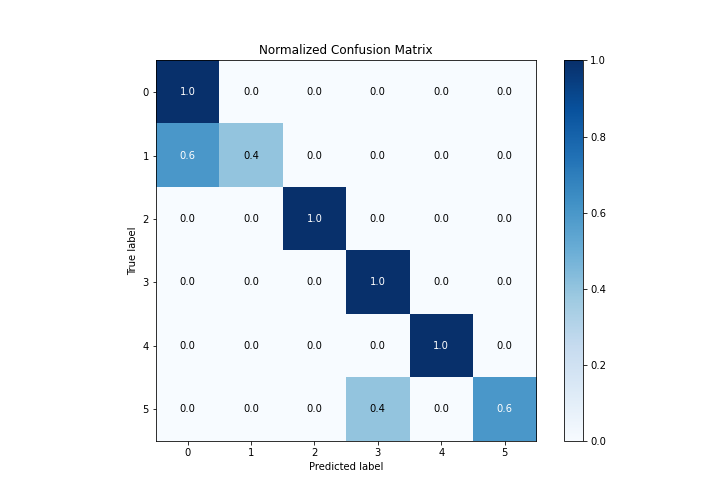 Normalized Confusion Matrix
True label
0 1.0 0.0 0.0 0.0 0.0 0.0
1 0.6 0.4 0.0 0.0 0.0 0.0
2 0.0 0.0 1.0 0.0 0.0 0.0
3 0.0 0.0 0.0 1.0 0.0 0.0
4 0.0 0.0 0.0 0.0 1.0 0.0
5 0.0 0.0 0.0 0.4 0.0 0.6
0 1 2 3 4 5
Predicted label
1.0
0.8
0.6
0.4
0.2
0.0